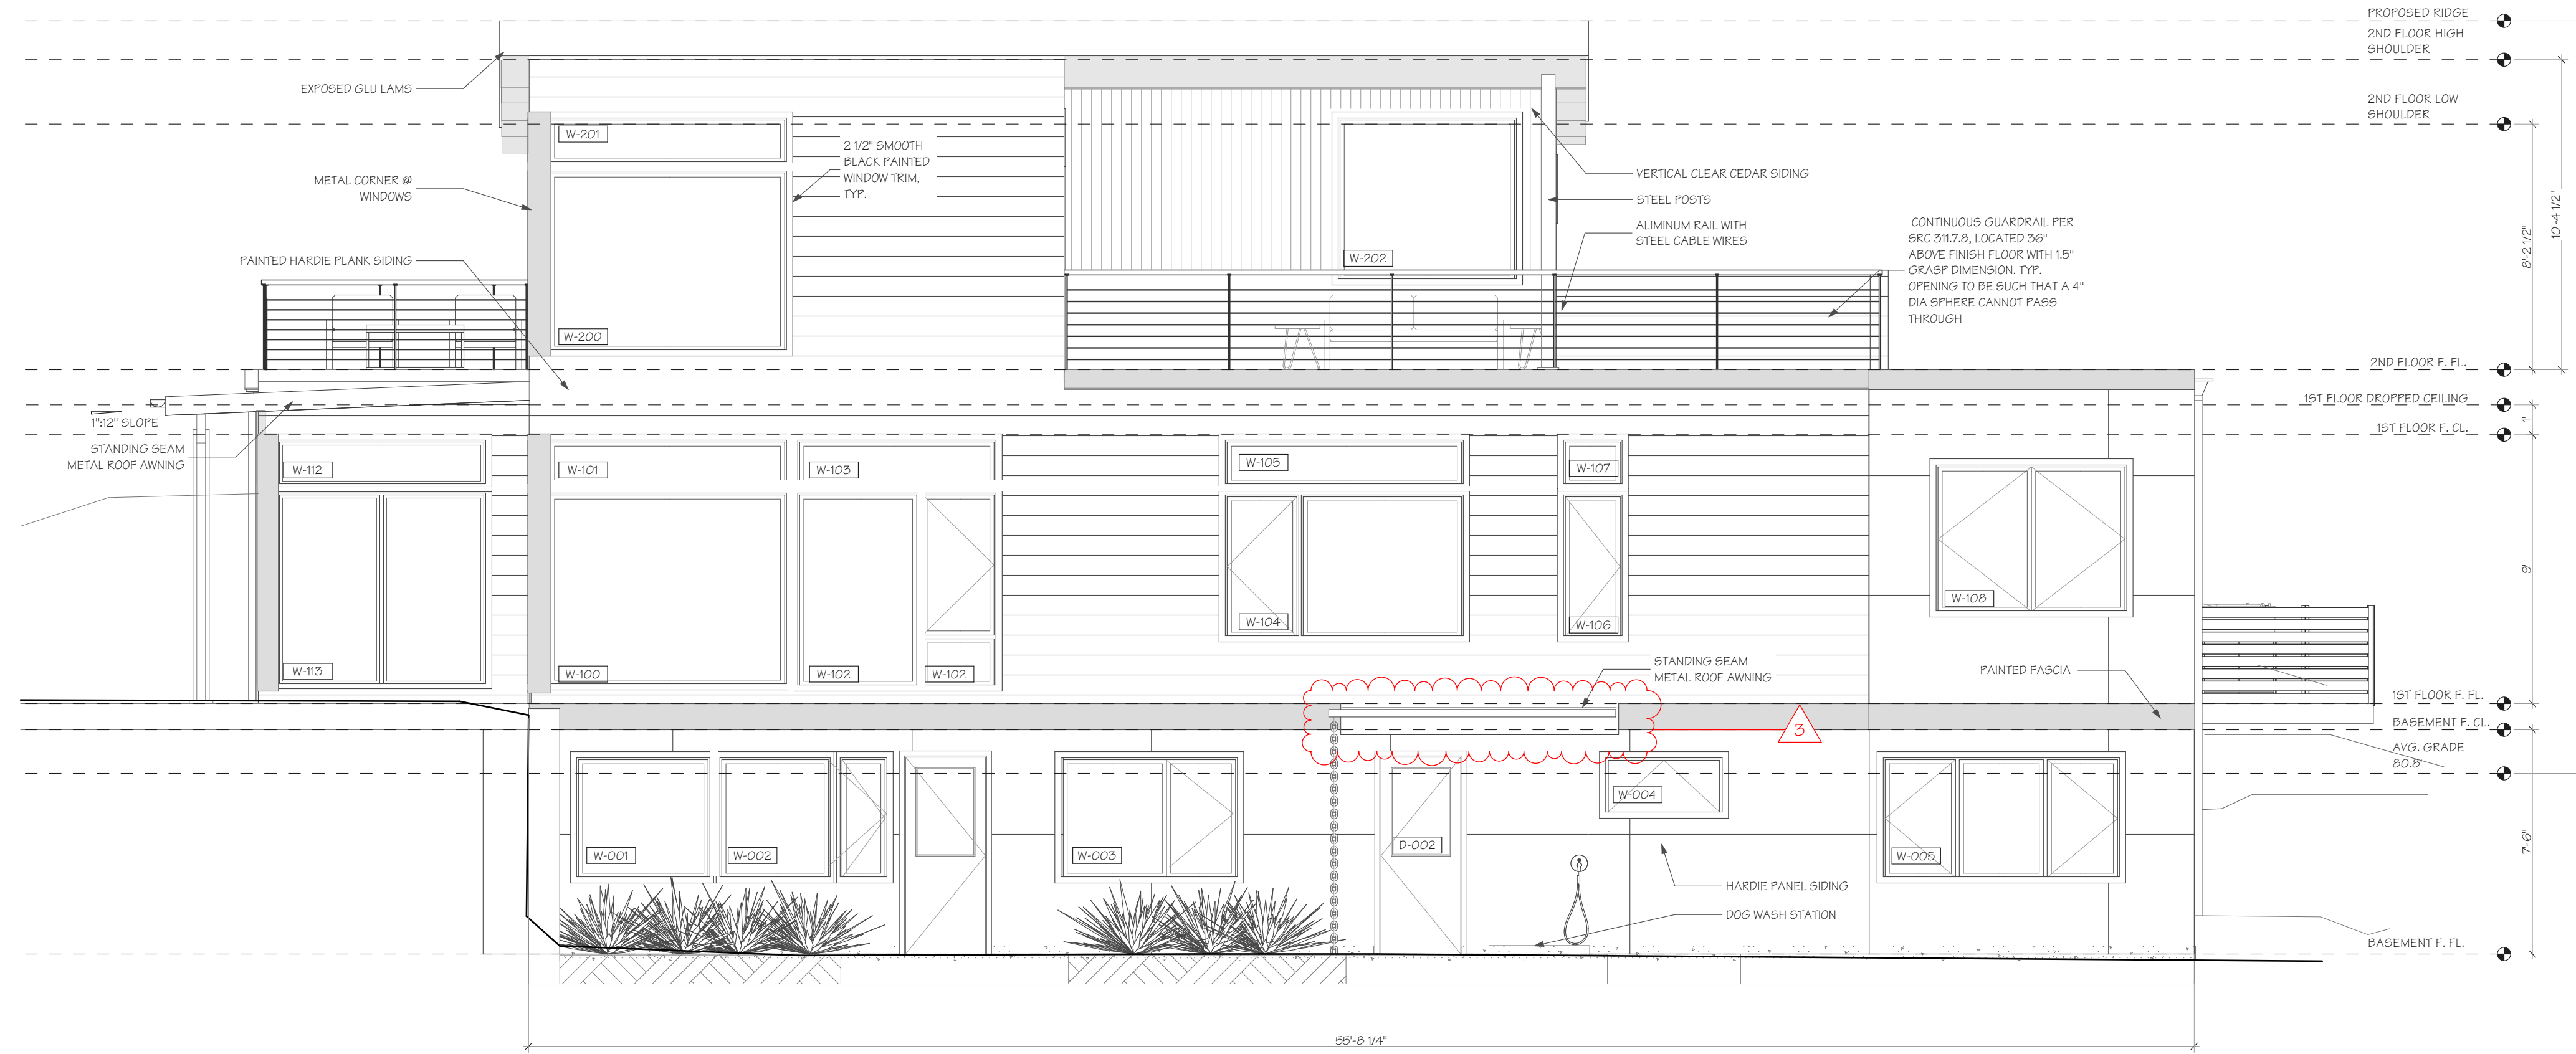 PROPOSED RIDGE
2ND FLOOR HIGH
SHOULDER
EXPOSED GLU LAMS
2ND FLOOR LOW
SHOULDER
W-201
2 1/2" SMOOTH
BLACK PAINTED
WINDOW TRIM,
TYP.
METAL CORNER @
WINDOWS
VERTICAL CLEAR CEDAR SIDING
STEEL POSTS
ALIMINUM RAIL WITH
STEEL CABLE WIRES
CONTINUOUS GUARDRAIL PER
SRC 311.7.8, LOCATED 36"
ABOVE FINISH FLOOR WITH 1.5"
GRASP DIMENSION. TYP.
OPENING TO BE SUCH THAT A 4"
DIA SPHERE CANNOT PASS
THROUGH
10'-4 1/2"
8'-2 1/2"
PAINTED HARDIE PLANK SIDING
W-202
W-200
2ND FLOOR F. FL.
1ST FLOOR DROPPED CEILING
1'
1":12" SLOPE
STANDING SEAM
METAL ROOF AWNING
1ST FLOOR F. CL.
W-112
W-101
W-103
W-105
W-107
9'
W-108
W-104
W-106
W-113
W-100
W-102
W-102
STANDING SEAM
METAL ROOF AWNING
PAINTED FASCIA
1ST FLOOR F. FL.
BASEMENT F. CL.
3
AVG. GRADE
80.8'
W-004
7'-6"
W-001
W-002
W-003
D-002
W-005
HARDIE PANEL SIDING
DOG WASH STATION
BASEMENT F. FL.
55'-8 1/4"